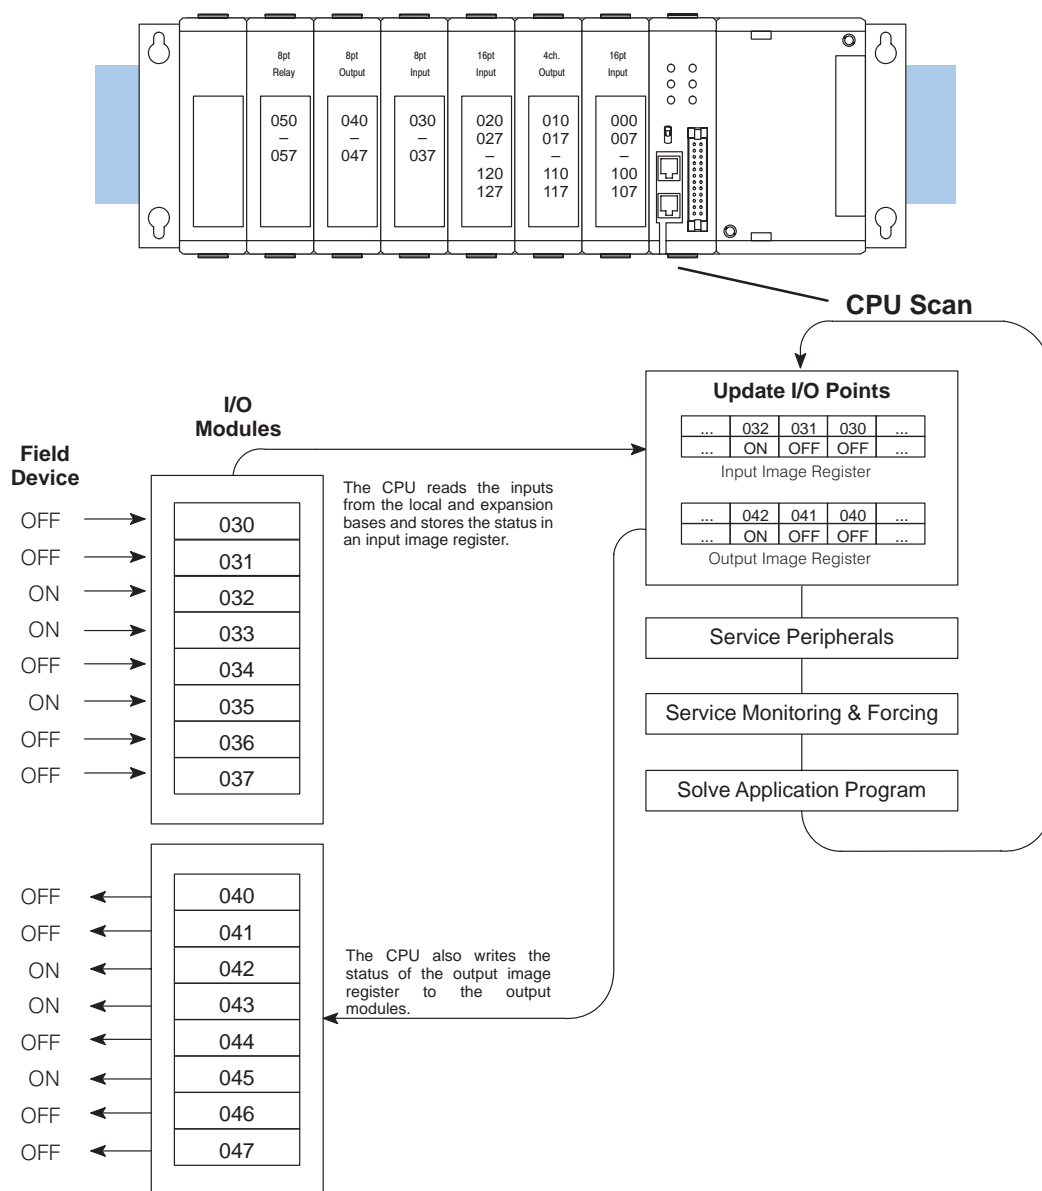 8pt
Relay
8pt
Output
8pt
Input
16pt
Input
4ch.
Output
16pt
Input
050
–
057
040
–
047
030
–
037
020
027
–
120
127
010
017
–
110
117
000
007
–
100
107
CPU Scan
Update I/O Points
... 032 031 030 ...
... ON OFF OFF ...
Input Image Register
... 042 041 040 ...
... ON OFF OFF ...
Output Image Register
Service Peripherals
Service Monitoring & Forcing
Solve Application Program
I/O
Modules
Field
Device
The CPU reads the inputs
from the local and expansion
bases and stores the status in
an input image register.
OFF 030
OFF 031
ON 032
ON 033
OFF 034
ON 035
OFF 036
OFF 037
The CPU also writes the
status of the output image
register to the output
modules.
OFF 040
OFF 041
ON 042
ON 043
OFF 044
ON 045
OFF 046
OFF 047